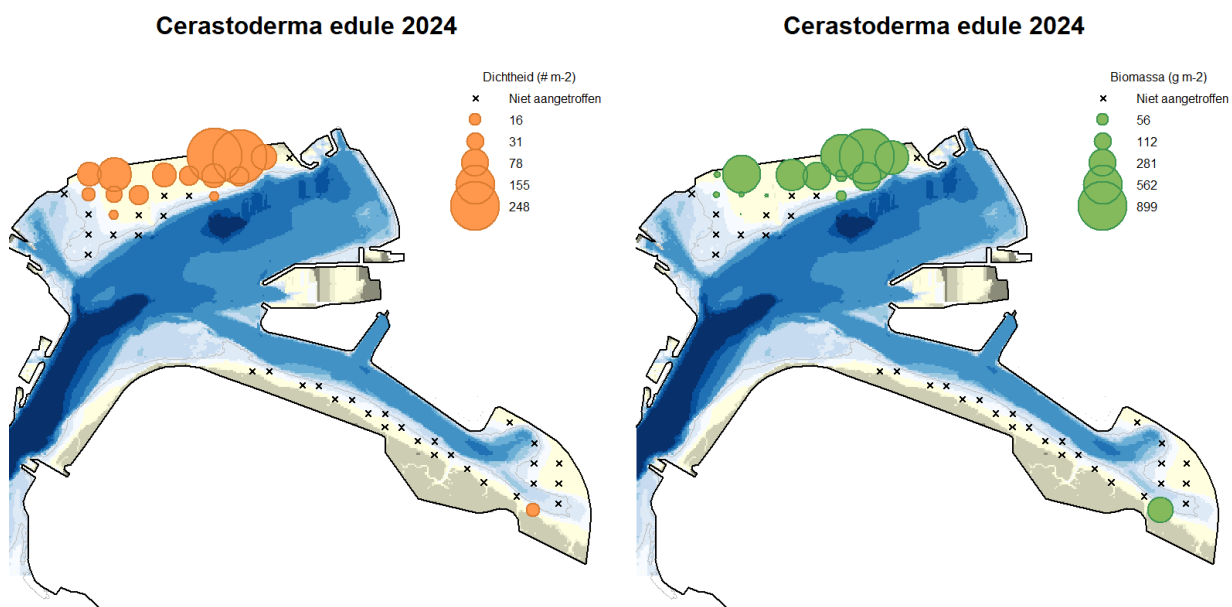 Cerastoderma edule 2024
Dichtheid (# m-2)
Niet aangetroffen
16
31
78
155
248
Cerastoderma edule 2024
Biomassa (g m-2)
Niet aangetroffen
56
112
281
562
899